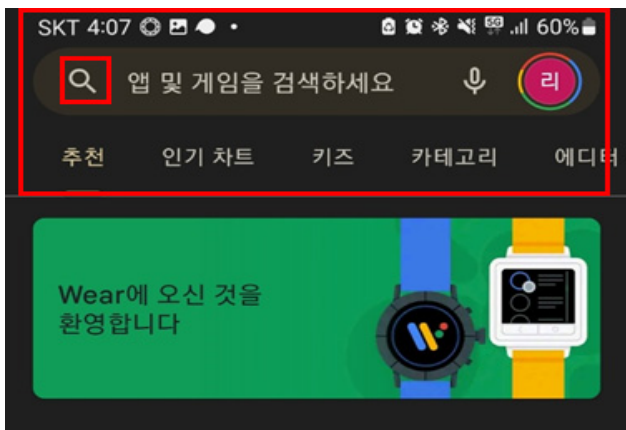 SKT 4:07 5G 60%
앱 및 게임을 검색하세요 리
추천 인기 차트 키즈 카테고리 에디터
Wear에 오신 것을
환영합니다